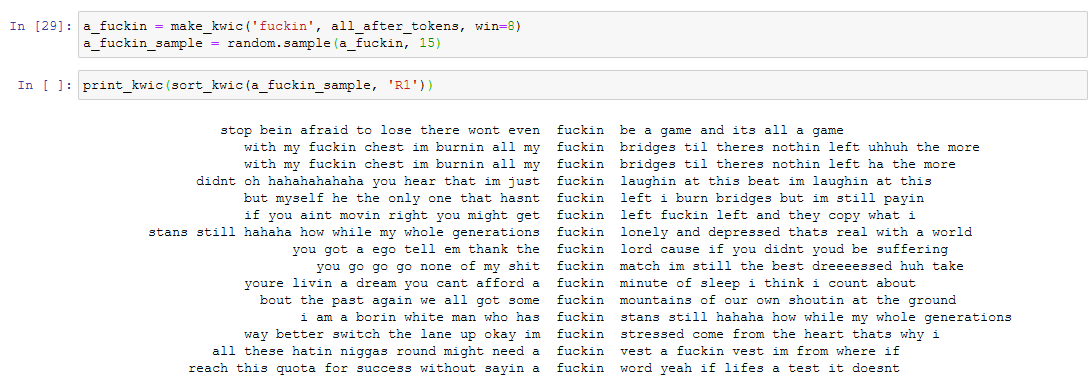 In [29]: a_fuckin = make_kwic('fuckin', all_after_tokens, win=8)
a_fuckin_sample = random.sample(a_fuckin, 15)
In [ ]: print_kwic(sort_kwic(a_fuckin_sample, 'R1'))
stop bein afraid to lose there wont even fuckin be a game and its all a game
with my fuckin chest im burnin all my fuckin bridges til theres nothin left uhhuh the more
with my fuckin chest im burnin all my fuckin bridges til theres nothin left ha the more
didnt oh hahahahahaha you hear that im just fuckin laughin at this beat im laughin at this
but myself he the only one that hasnt fuckin left i burn bridges but im still payin
if you aint movin right you might get fuckin left fuckin left and they copy what i
stans still hahaha how while my whole generations fuckin lonely and depressed thats real with a world
you got a ego tell em thank the fuckin lord cause if you didnt youd be suffering
you go go go none of my shit fuckin match im still the best dreeeessed huh take
youre livin a dream you cant afford a fuckin minute of sleep i think i count about
bout the past again we all got some fuckin mountains of our own shoutin at the ground
i am a borin white man who has fuckin stans still hahaha how while my whole generations
way better switch the lane up okay im fuckin stressed come from the heart thats why i
all these hatin niggas round might need a fuckin vest a fuckin vest im from where if
reach this quota for success without sayin a fuckin word yeah if lifes a test it doesnt